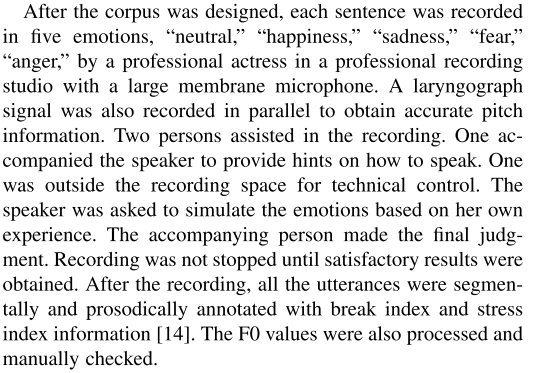 After the corpus was designed, each sentence was recorded
in five emotions, “neutral,” “happiness,” “sadness,” “fear,”
“anger,” by a professional actress in a professional recording
studio with a large membrane microphone. A laryngograph
signal was also recorded in parallel to obtain accurate pitch
information. Two persons assisted in the recording. One ac-
companied the speaker to provide hints on how to speak. One
was outside the recording space for technical control. The
speaker was asked to simulate the emotions based on her own
experience. The accompanying person made the final judg-
ment. Recording was not stopped until satisfactory results were
obtained. After the recording, all the utterances were segmen-
tally and prosodically annotated with break index and stress
index information [14]. The F0 values were also processed and
manually checked.